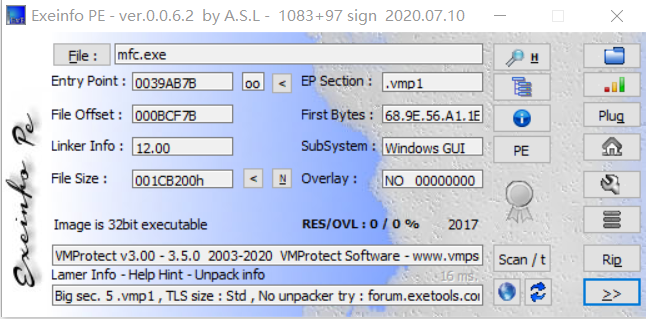 Exeinfo PE - ver.0.0.6.2 by A.S.L - 1083+97 sign 2020.07.10
File : mfc.exe H
Entry Point : 0039AB7B oo < EP Section : .vmp1
File Offset : 000BCF7B First Bytes : 68.9E.56.A1.1E Plug
Linker Info : 12.00 SubSystem : Windows GUI PE
File Size : 001CB200h < N Overlay : NO 00000000
Image is 32bit executable RES/OVL : 0 / 0 % 2017
Exeinfo Pe
VMProtect v3.00 - 3.5.0 2003-2020 VMProtect Software - www.vmps Scan / t Rip
Lamer Info - Help Hint - Unpack info 16 ms.
Big sec. 5 .vmp1 , TLS size : Std , No unpacker try : forum.exetools.co >>